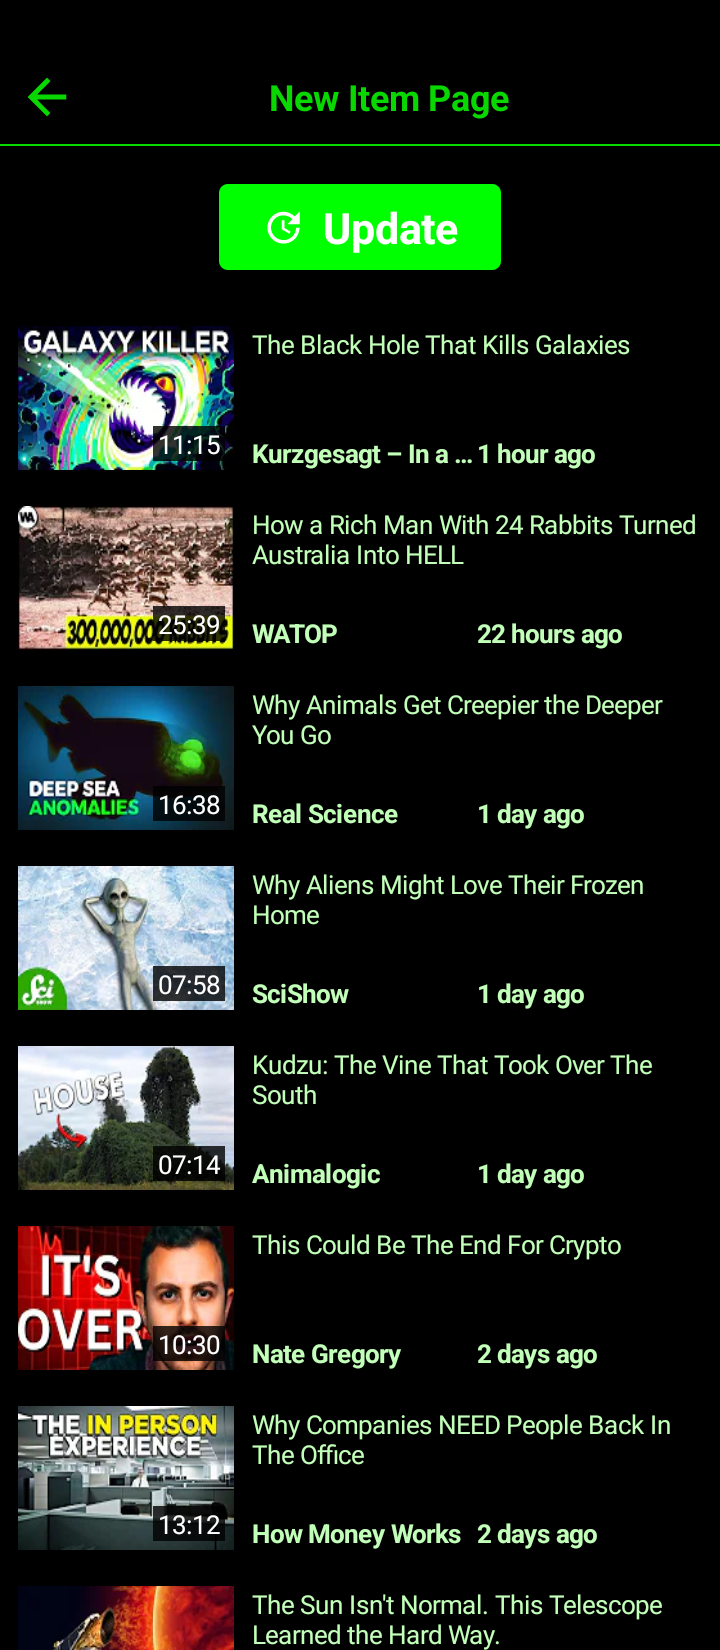 New Item Page
Update
GALAXY KILLER
11:15
The Black Hole That Kills Galaxies
Kurzgesagt – In a ... 1 hour ago
WA
300,000,00
25:39
How a Rich Man With 24 Rabbits Turned
Australia Into HELL
WATOP 22 hours ago
DEEP SEA
ANOMALIES
16:38
Why Animals Get Creepier the Deeper
You Go
Real Science 1 day ago
Sci
SHOW
07:58
Why Aliens Might Love Their Frozen
Home
SciShow 1 day ago
HOUSE
07:14
Kudzu: The Vine That Took Over The
South
Animalogic 1 day ago
IT'S
OVER
10:30
This Could Be The End For Crypto
Nate Gregory 2 days ago
THE IN PERSON
EXPERIENCE
13:12
Why Companies NEED People Back In
The Office
How Money Works 2 days ago
The Sun Isn't Normal. This Telescope
Learned the Hard Way.